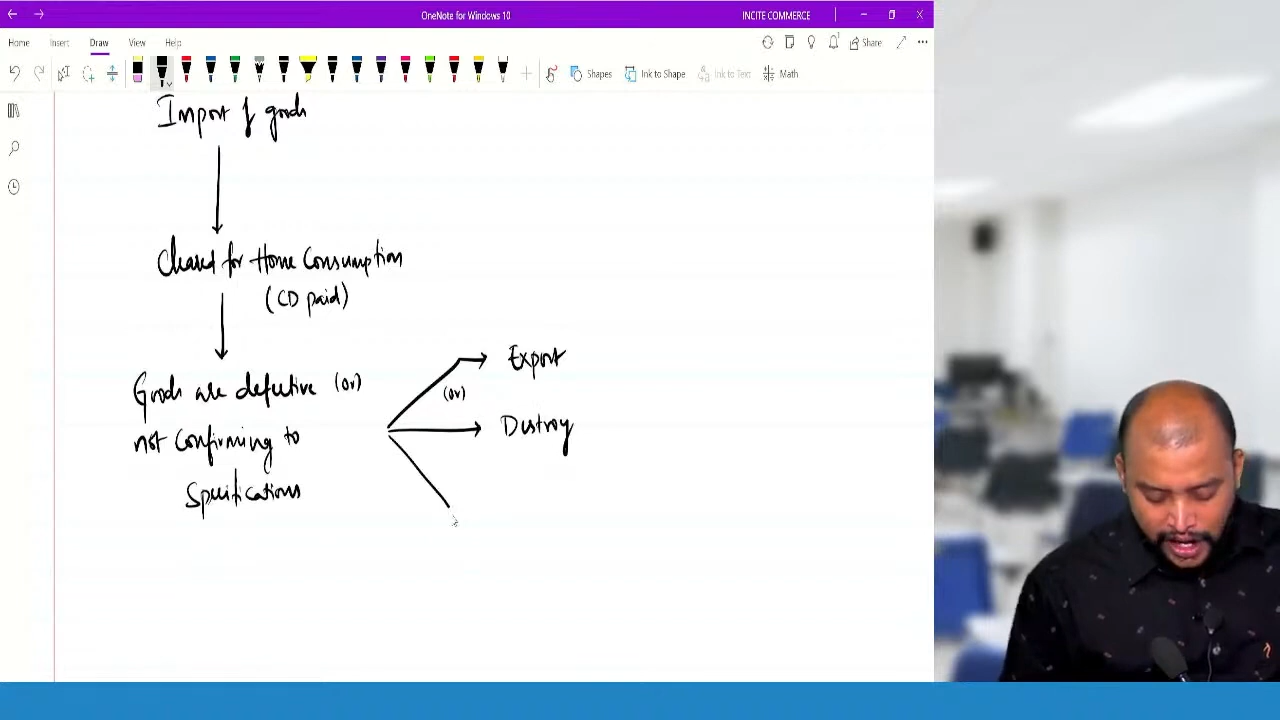 OneNote for Windows 10
INCITE COMMERCE
Home Insert Draw View Help
Share
Shapes Ink to Shape Ink to Text Math
Import of goods
Cleared for Home Consumption
(CD paid)
Goods are defective (or)
not confirming to
Specifications
Export
(or)
Destroy